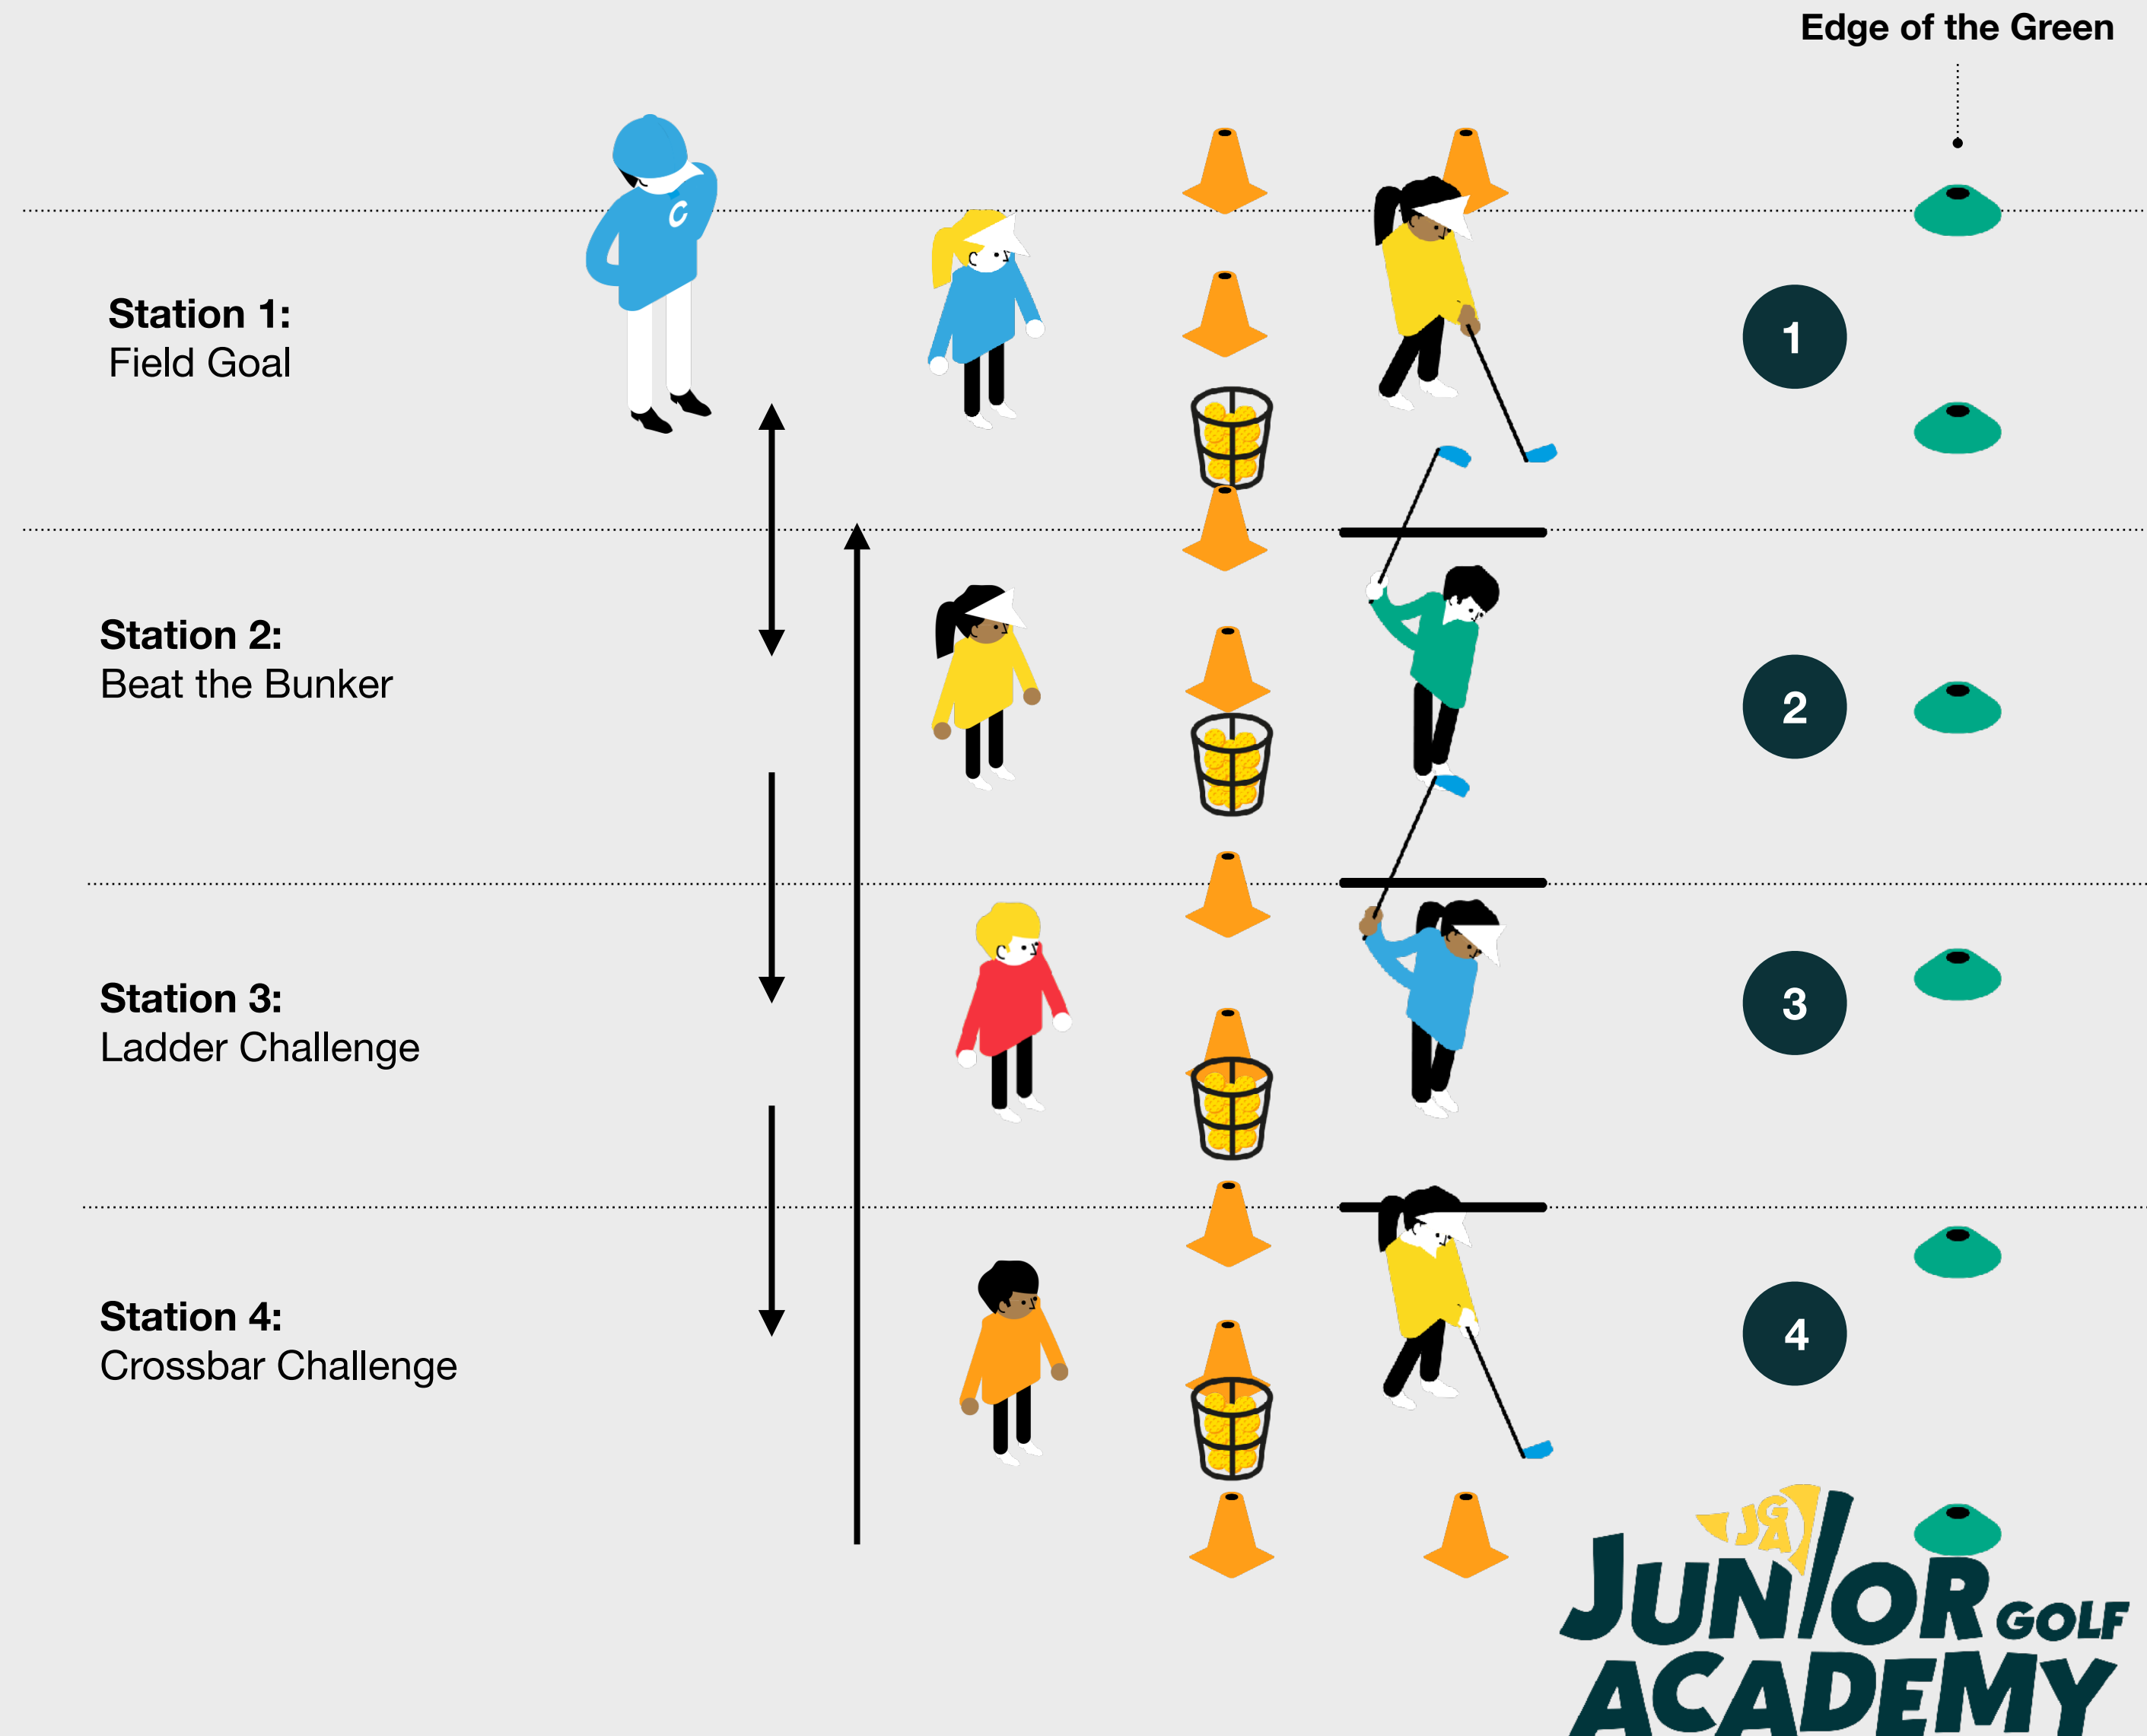 Edge of the Green
C
Station 1:
Field Goal
1
Station 2:
Beat the Bunker
2
Station 3:
Ladder Challenge
3
Station 4:
Crossbar Challenge
4
JGA
JUNIOR GOLF
ACADEMY